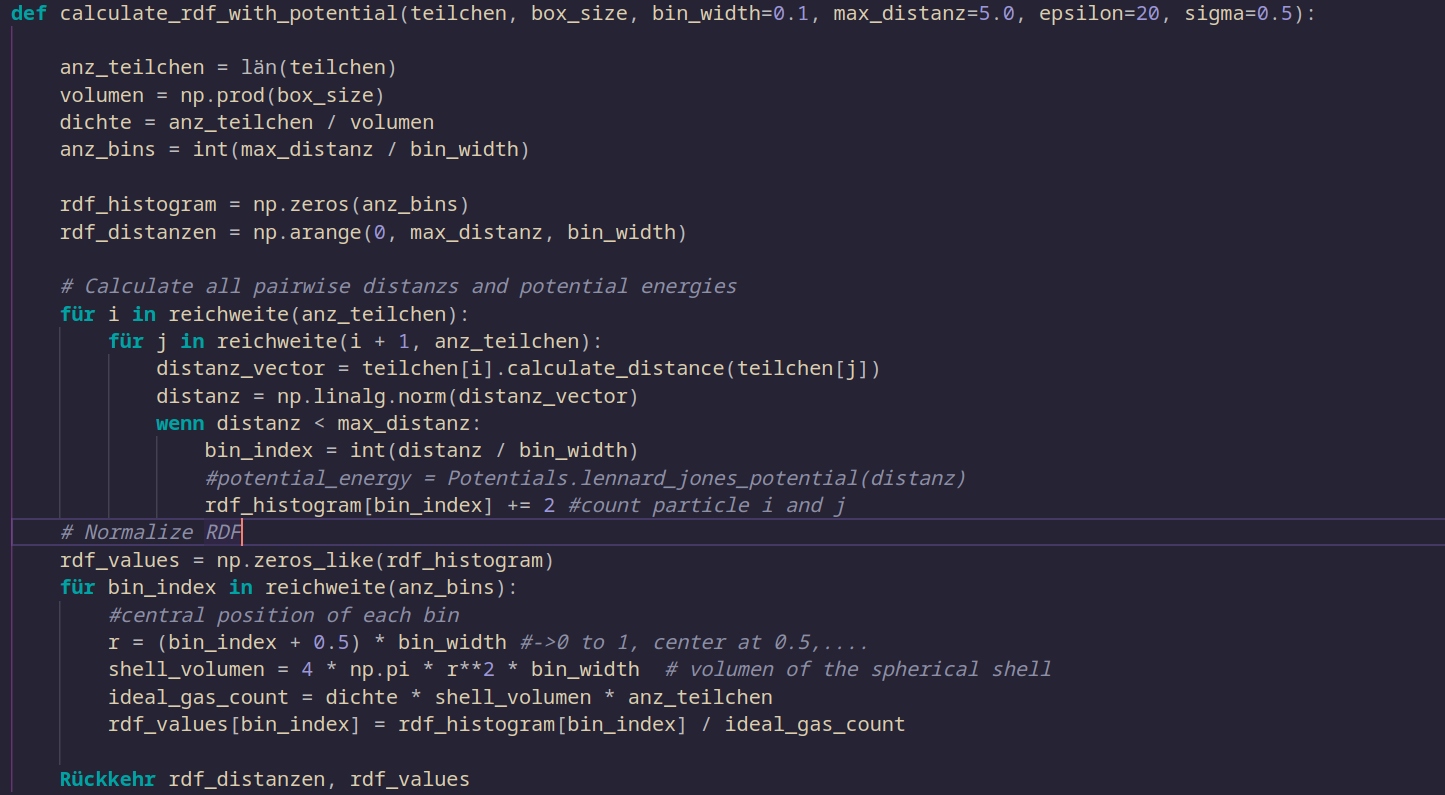 def calculate_rdf_with_potential(teilchen, box_size, bin_width=0.1, max_distanz=5.0, epsilon=20, sigma=0.5):
anz_teilchen = län(teilchen)
volumen = np.prod(box_size)
dichte = anz_teilchen / volumen
anz_bins = int(max_distanz / bin_width)
rdf_histogram = np.zeros(anz_bins)
rdf_distanzen = np.arange(0, max_distanz, bin_width)
# Calculate all pairwise distanzs and potential energies
für i in reichweite(anz_teilchen):
für j in reichweite(i + 1, anz_teilchen):
distanz_vector = teilchen[i].calculate_distance(teilchen[j])
distanz = np.linalg.norm(distanz_vector)
wenn distanz < max_distanz:
bin_index = int(distanz / bin_width)
#potential_energy = Potentials.lennard_jones_potential(distanz)
rdf_histogram[bin_index] += 2 #count particle i and j
# Normalize RDF
rdf_values = np.zeros_like(rdf_histogram)
für bin_index in reichweite(anz_bins):
#central position of each bin
r = (bin_index + 0.5) * bin_width #->0 to 1, center at 0.5,....
shell_volumen = 4 * np.pi * r**2 * bin_width  # volumen of the spherical shell
ideal_gas_count = dichte * shell_volumen * anz_teilchen
rdf_values[bin_index] = rdf_histogram[bin_index] / ideal_gas_count
Rückkehr rdf_distanzen, rdf_values